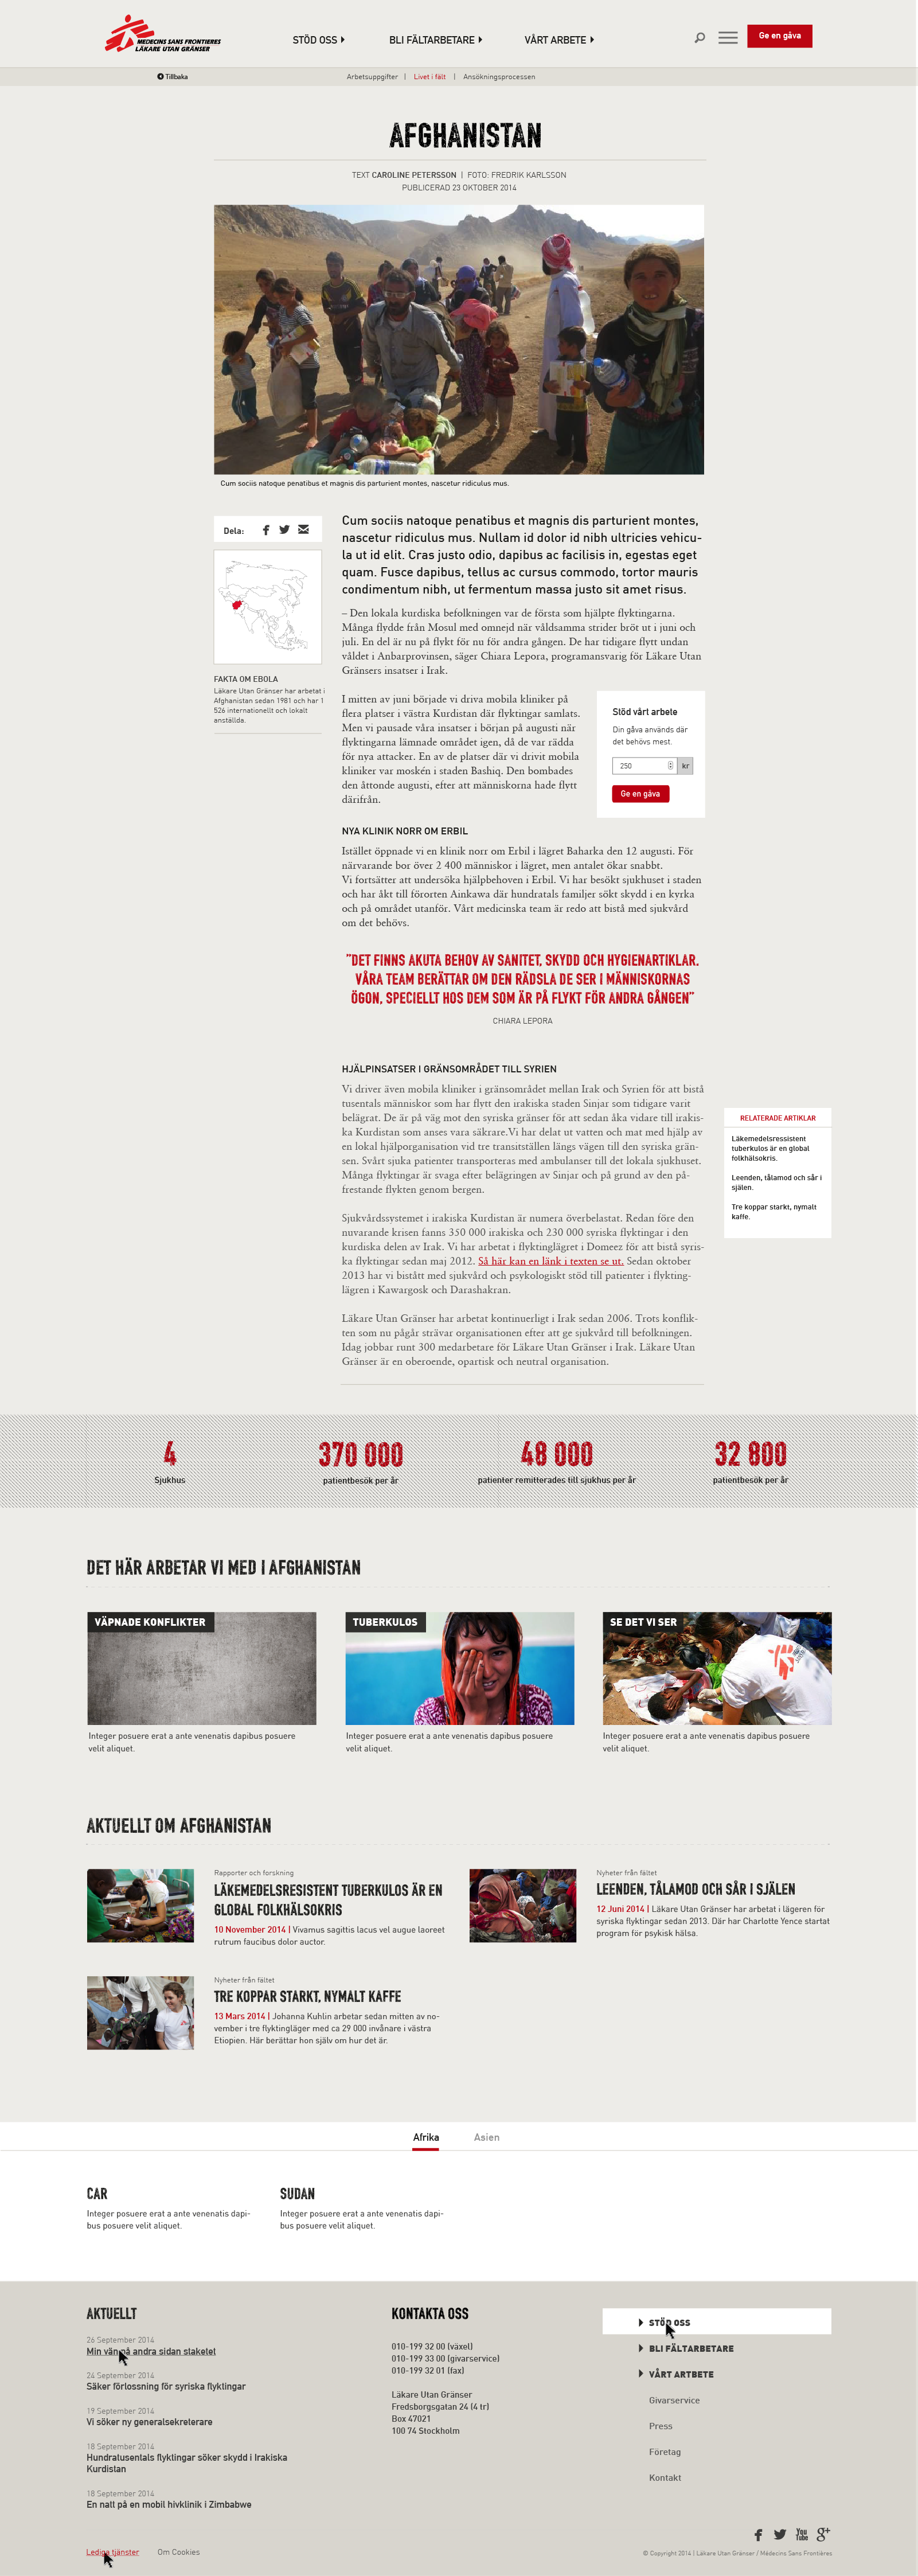 MEDECINS SANS FRONTIERES
LÄKARE UTAN GRÄNSER
STÖD OSS
BLI FÄLTARBETARE
VÅRT ARBETE
Ge en gåva
Tillbaka
Arbetsuppgifter | Livet i fält | Ansökningsprocessen
AFGHANISTAN
TEXT CAROLINE PETERSSON | FOTO: FREDRIK KARLSSON
PUBLICERAD 23 OKTOBER 2014
Cum sociis natoque penatibus et magnis dis parturient montes, nascetur ridiculus mus.
Dela:
FAKTA OM EBOLA
Läkare Utan Gränser har arbetat i
Afghanistan sedan 1981 och har 1
526 internationellt och lokalt
anställda.
Cum sociis natoque penatibus et magnis dis parturient montes,
nascetur ridiculus mus. Nullam id dolor id nibh ultricies vehicu-
la ut id elit. Cras justo odio, dapibus ac facilisis in, egestas eget
quam. Fusce dapibus, tellus ac cursus commodo, tortor mauris
condimentum nibh, ut fermentum massa justo sit amet risus.
– Den lokala kurdiska befolkningen var de första som hjälpte flyktingarna.
Många flydde från Mosul med omnejd när våldsamma strider bröt ut i juni och
juli. En del är nu på flykt för nu för andra gången. De har tidigare flytt undan
våldet i Anbarprovinsen, säger Chiara Lepora, programansvarig för Läkare Utan
Gränsers insatser i Irak.
I mitten av juni började vi driva mobila kliniker på
flera platser i västra Kurdistan där flyktingar samlats.
Men vi pausade våra insatser i början på augusti när
flyktingarna lämnade området igen, då de var rädda
för nya attacker. En av de platser där vi drivit mobila
kliniker var moskén i staden Bashiq. Den bombades
den åttonde augusti, efter att människorna hade flytt
därifrån.
Stöd vårt arbete
Din gåva används där
det behövs mest.
250 kr
Ge en gåva
NYA KLINIK NORR OM ERBIL
Istället öppnade vi en klinik norr om Erbil i lägret Baharka den 12 augusti. För
närvarande bor över 2 400 människor i lägret, men antalet ökar snabbt.
Vi fortsätter att undersöka hjälpbehoven i Erbil. Vi har besökt sjukhuset i staden
och har åkt till förorten Ainkawa där hundratals familjer sökt skydd i en kyrka
och på området utanför. Vårt medicinska team är redo att bistå med sjukvård
om det behövs.
”DET FINNS AKUTA BEHOV AV SANITET, SKYDD OCH HYGIENARTIKLAR.
VÅRA TEAM BERÄTTAR OM DEN RÄDSLA DE SER I MÄNNISKORNAS
ÖGON, SPECIELLT HOS DEM SOM ÄR PÅ FLYKT FÖR ANDRA GÅNGEN”
CHIARA LEPORA
HJÄLPINSATSER I GRÄNSOMRÅDET TILL SYRIEN
Vi driver även mobila kliniker i gränsområdet mellan Irak och Syrien för att bistå
tusentals människor som har flytt den irakiska staden Sinjar som tidigare varit
belägrat. De är på väg mot den syriska gränser för att sedan åka vidare till irakis-
ka Kurdistan som anses vara säkrare.Vi har delat ut vatten och mat med hjälp av
en lokal hjälporganisation vid tre transitställen längs vägen till den syriska grän-
sen. Svårt sjuka patienter transporteras med ambulanser till det lokala sjukhuset.
Många flyktingar är svaga efter belägringen av Sinjar och på grund av den på-
frestande flykten genom bergen.
Sjukvårdssystemet i irakiska Kurdistan är numera överbelastat. Redan före den
nuvarande krisen fanns 350 000 irakiska och 230 000 syriska flyktingar i den
kurdiska delen av Irak. Vi har arbetat i flyktinglägret i Domeez för att bistå syris-
ka flyktingar sedan maj 2012. Så här kan en länk i texten se ut. Sedan oktober
2013 har vi bistått med sjukvård och psykologiskt stöd till patienter i flykting-
lägren i Kawargosk och Darashakran.
Läkare Utan Gränser har arbetat kontinuerligt i Irak sedan 2006. Trots konflik-
ten som nu pågår strävar organisationen efter att ge sjukvård till befolkningen.
Idag jobbar runt 300 medarbetare för Läkare Utan Gränser i Irak. Läkare Utan
Gränser är en oberoende, opartisk och neutral organisation.
RELATERADE ARTIKLAR
Läkemedelsressistent
tuberkulos är en global
folkhälsokris.
Leenden, tålamod och sår i
själen.
Tre koppar starkt, nymalt
kaffe.
4
Sjukhus
370 000
patientbesök per år
48 000
patienter remitterades till sjukhus per år
32 800
patientbesök per år
DET HÄR ARBETAR VI MED I AFGHANISTAN
VÄPNADE KONFLIKTER
Integer posuere erat a ante venenatis dapibus posuere
velit aliquet.
TUBERKULOS
Integer posuere erat a ante venenatis dapibus posuere
velit aliquet.
SE DET VI SER
Integer posuere erat a ante venenatis dapibus posuere
velit aliquet.
AKTUELLT OM AFGHANISTAN
Rapporter och forskning
LÄKEMEDELSRESISTENT TUBERKULOS ÄR EN
GLOBAL FOLKHÄLSOKRIS
10 November 2014 | Vivamus sagittis lacus vel augue laoreet
rutrum faucibus dolor auctor.
Nyheter från fältet
LEENDEN, TÅLAMOD OCH SÅR I SJÄLEN
12 Juni 2014 | Läkare Utan Gränser har arbetat i lägeren för
syriska flyktingar sedan 2013. Där har Charlotte Yence startat
program för psykisk hälsa.
Nyheter från fältet
TRE KOPPAR STARKT, NYMALT KAFFE
13 Mars 2014 | Johanna Kuhlin arbetar sedan mitten av no-
vember i tre flyktingläger med ca 29 000 invånare i västra
Etiopien. Här berättar hon själv om hur det är.
Afrika
Asien
CAR
Integer posuere erat a ante venenatis dapi-
bus posuere velit aliquet.
SUDAN
Integer posuere erat a ante venenatis dapi-
bus posuere velit aliquet.
AKTUELLT
26 September 2014
Min vän på andra sidan staketet
24 September 2014
Säker förlossning för syriska flyktingar
19 September 2014
Vi söker ny generalsekreterare
18 September 2014
Hundratusentals flyktingar söker skydd i Irakiska
Kurdistan
18 September 2014
En natt på en mobil hivklinik i Zimbabwe
Lediga tjänster
Om Cookies
KONTAKTA OSS
010-199 32 00 (växel)
010-199 33 00 (givarservice)
010-199 32 01 (fax)
Läkare Utan Gränser
Fredsborgsgatan 24 (4 tr)
Box 47021
100 74 Stockholm
STÖD OSS
BLI FÄLTARBETARE
VÅRT ARTBETE
Givarservice
Press
Företag
Kontakt
You
Tube
g+
© Copyright 2014 | Läkare Utan Gränser / Médecins Sans Frontières